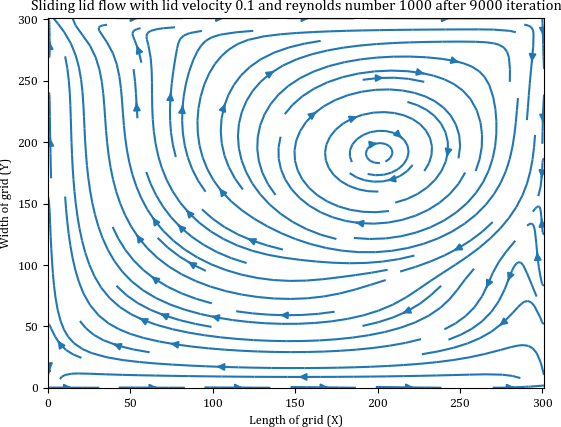 Sliding lid flow with lid velocity 0.1 and reynolds number 1000 after 9000 iteration
300
250
200
150
100
50
0
Width of grid (Y)
0 50 100 150 200 250 300
Length of grid (X)